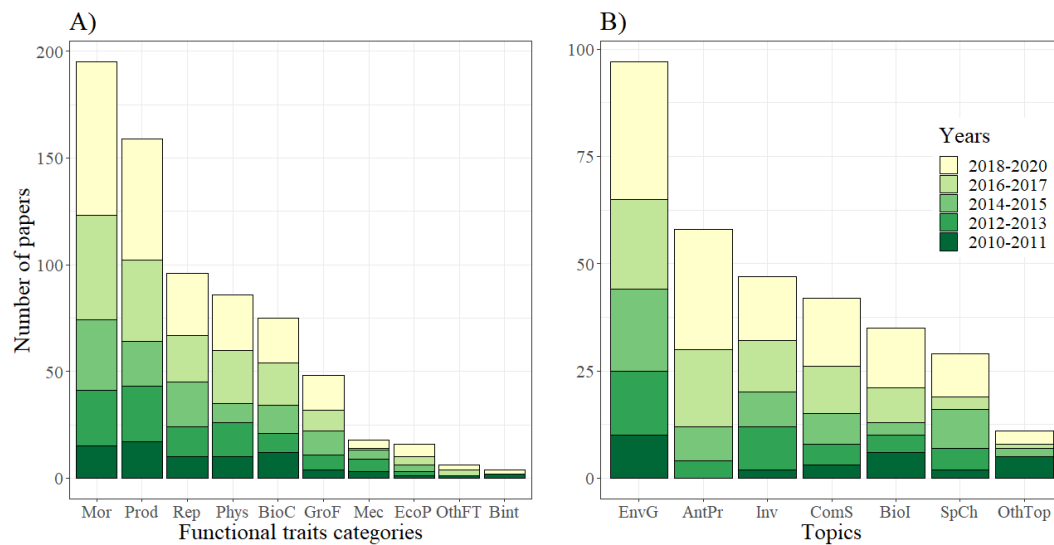 A)
Number of papers
200
150
100
50
0
Mor Prod Rep Phys BioC GroF Mec EcoP OthFT Bint
Functional traits categories
B)
100
75
50
25
0
Years
2018-2020
2016-2017
2014-2015
2012-2013
2010-2011
EnvG AntPr Inv ComS BioI SpCh OthTop
Topics